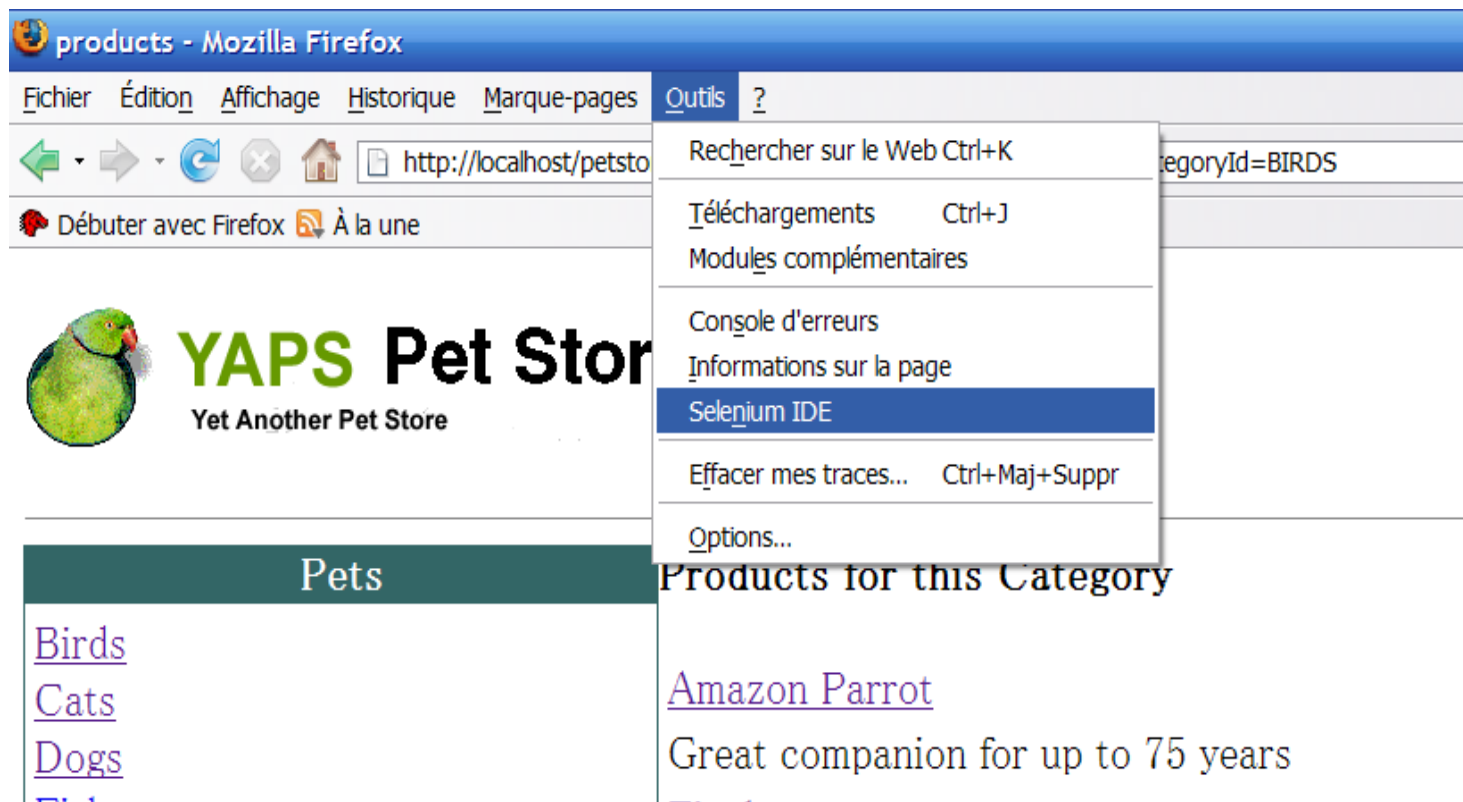 products - Mozilla Firefox
Fichier Édition Affichage Historique Marque-pages Outils ?
http://localhost/petsto egoryId=BIRDS
Débuter avec Firefox À la une
Rechercher sur le Web Ctrl+K
Téléchargements Ctrl+J
Modules complémentaires
Console d'erreurs
Informations sur la page
Selenium IDE
Effacer mes traces... Ctrl+Maj+Suppr
Options...
YAPS Pet Stor
Yet Another Pet Store
Pets
Birds
Cats
Dogs
Products for this Category
Amazon Parrot
Great companion for up to 75 years